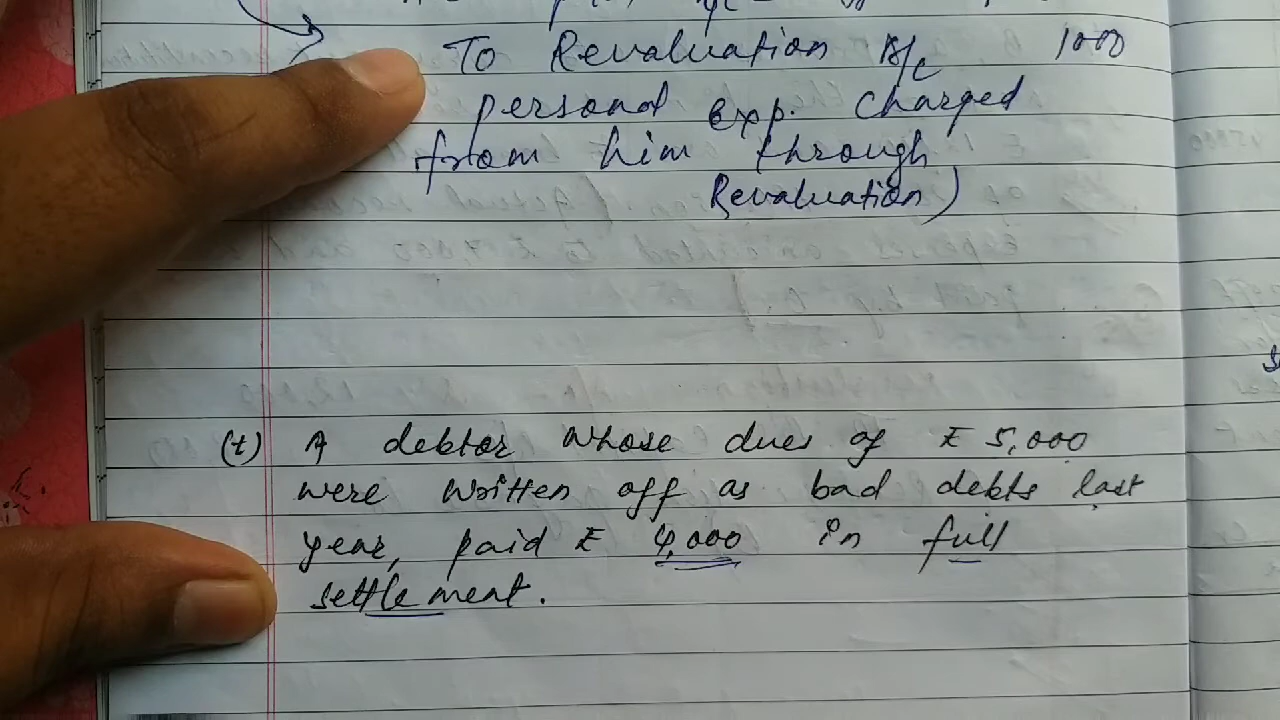 To Revaluation A/c 1000
personal Exp. charged
from him through
Revaluation)
(t) A debtor whose dues of ₹ 5,000
were written off as bad debts last
year, paid ₹ 4,000 in full
settlement.